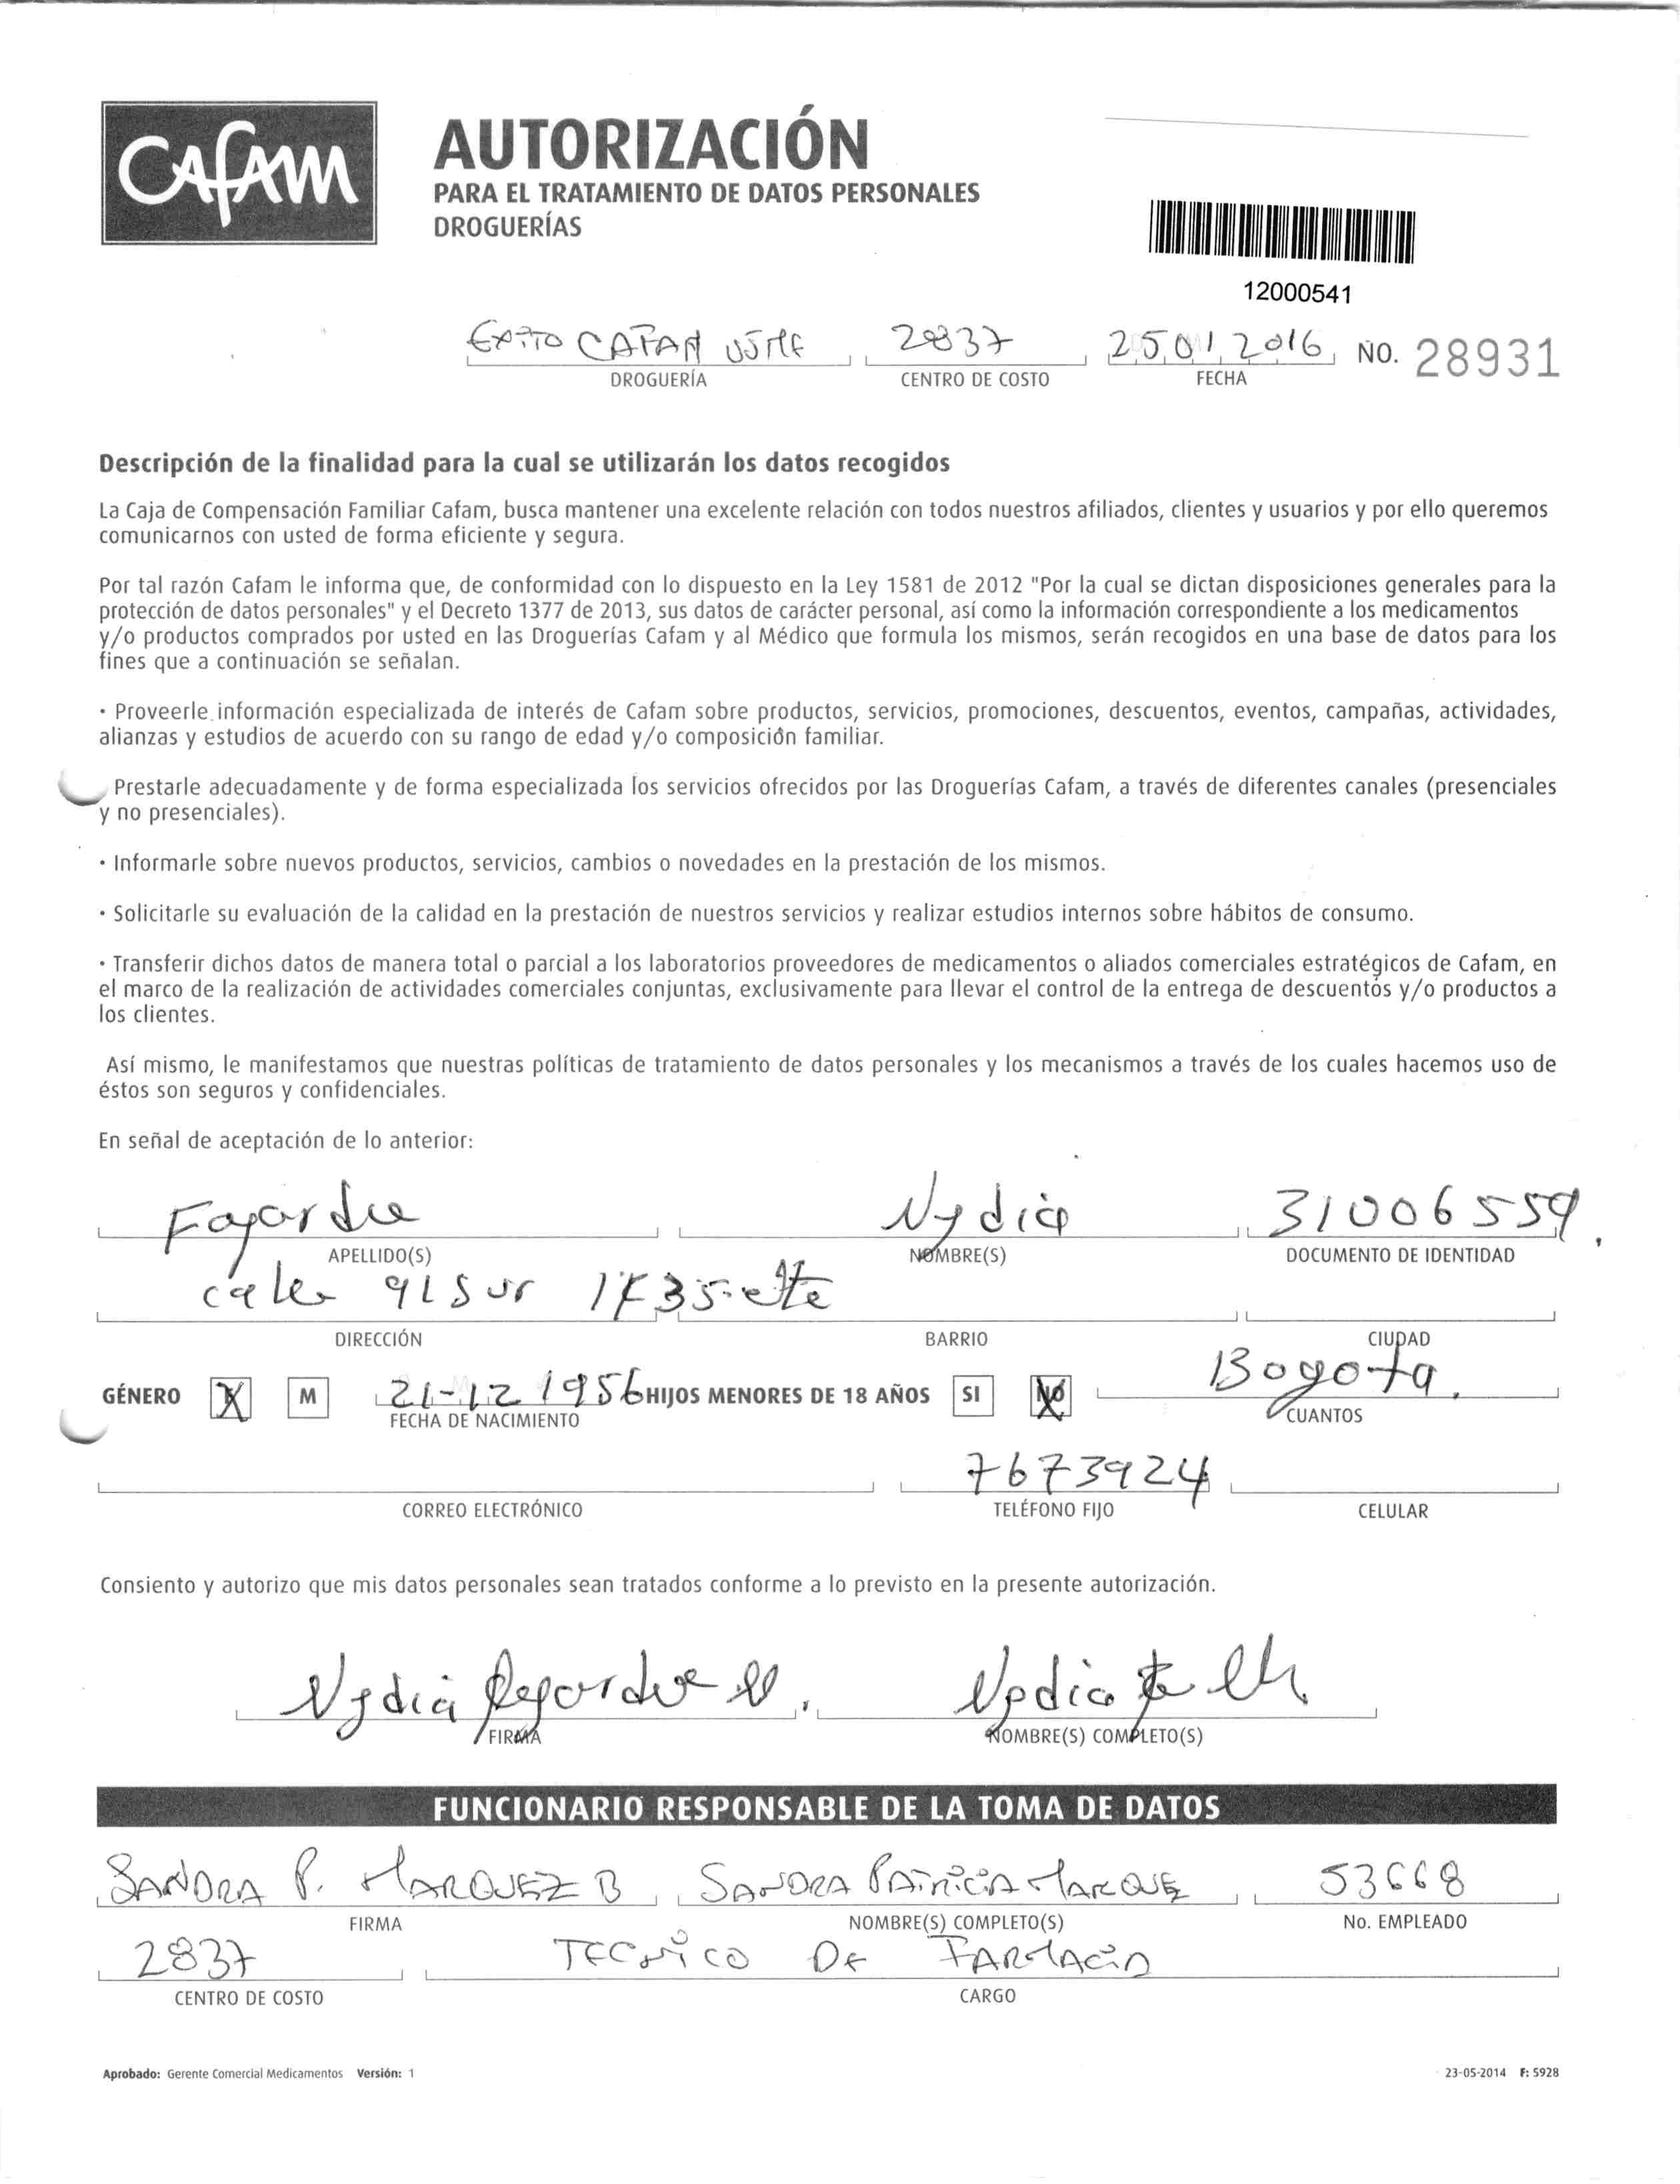 Cafam
AUTORIZACIÓN
PARA EL TRATAMIENTO DE DATOS PERSONALES
DROGUERÍAS
12000541
EXITO CAFAM USME 2837 25 01 2016 NO. 28931
DROGUERÍA CENTRO DE COSTO FECHA
Descripción de la finalidad para la cual se utilizarán los datos recogidos
La Caja de Compensación Familiar Cafam, busca mantener una excelente relación con todos nuestros afiliados, clientes y usuarios y por ello queremos
comunicarnos con usted de forma eficiente y segura.
Por tal razón Cafam le informa que, de conformidad con lo dispuesto en la Ley 1581 de 2012 "Por la cual se dictan disposiciones generales para la
protección de datos personales" y el Decreto 1377 de 2013, sus datos de carácter personal, así como la información correspondiente a los medicamentos
y/o productos comprados por usted en las Droguerías Cafam y al Médico que formula los mismos, serán recogidos en una base de datos para los
fines que a continuación se señalan.
• Proveerle información especializada de interés de Cafam sobre productos, servicios, promociones, descuentos, eventos, campañas, actividades,
alianzas y estudios de acuerdo con su rango de edad y/o composición familiar.
Prestarle adecuadamente y de forma especializada los servicios ofrecidos por las Droguerías Cafam, a través de diferentes canales (presenciales
y no presenciales).
• Informarle sobre nuevos productos, servicios, cambios o novedades en la prestación de los mismos.
• Solicitarle su evaluación de la calidad en la prestación de nuestros servicios y realizar estudios internos sobre hábitos de consumo.
• Transferir dichos datos de manera total o parcial a los laboratorios proveedores de medicamentos o aliados comerciales estratégicos de Cafam, en
el marco de la realización de actividades comerciales conjuntas, exclusivamente para llevar el control de la entrega de descuentos y/o productos a
los clientes.
Así mismo, le manifestamos que nuestras políticas de tratamiento de datos personales y los mecanismos a través de los cuales hacemos uso de
éstos son seguros y confidenciales.
En señal de aceptación de lo anterior:
Fajardo Nydia 31006559.
APELLIDO(S) NOMBRE(S) DOCUMENTO DE IDENTIDAD
91 Sur
DIRECCIÓN BARRIO CIUDAD
Bogota.
GÉNERO X M 21-12 1956 HIJOS MENORES DE 18 AÑOS SI NO
FECHA DE NACIMIENTO CUANTOS
7673924
CORREO ELECTRÓNICO TELÉFONO FIJO CELULAR
Consiento y autorizo que mis datos personales sean tratados conforme a lo previsto en la presente autorización.
Nydia Fajardo Nydia
FIRMA NOMBRE(S) COMPLETO(S)
FUNCIONARIO RESPONSABLE DE LA TOMA DE DATOS
SANDRA P. MARQUEZ B SANDRA PATRICIA MARQUEZ 53668
FIRMA NOMBRE(S) COMPLETO(S) No. EMPLEADO
2837 TECNICO DE FARMACIA
CENTRO DE COSTO CARGO
Aprobado: Gerente Comercial Medicamentos Versión: 1 23-05-2014 F: 5928